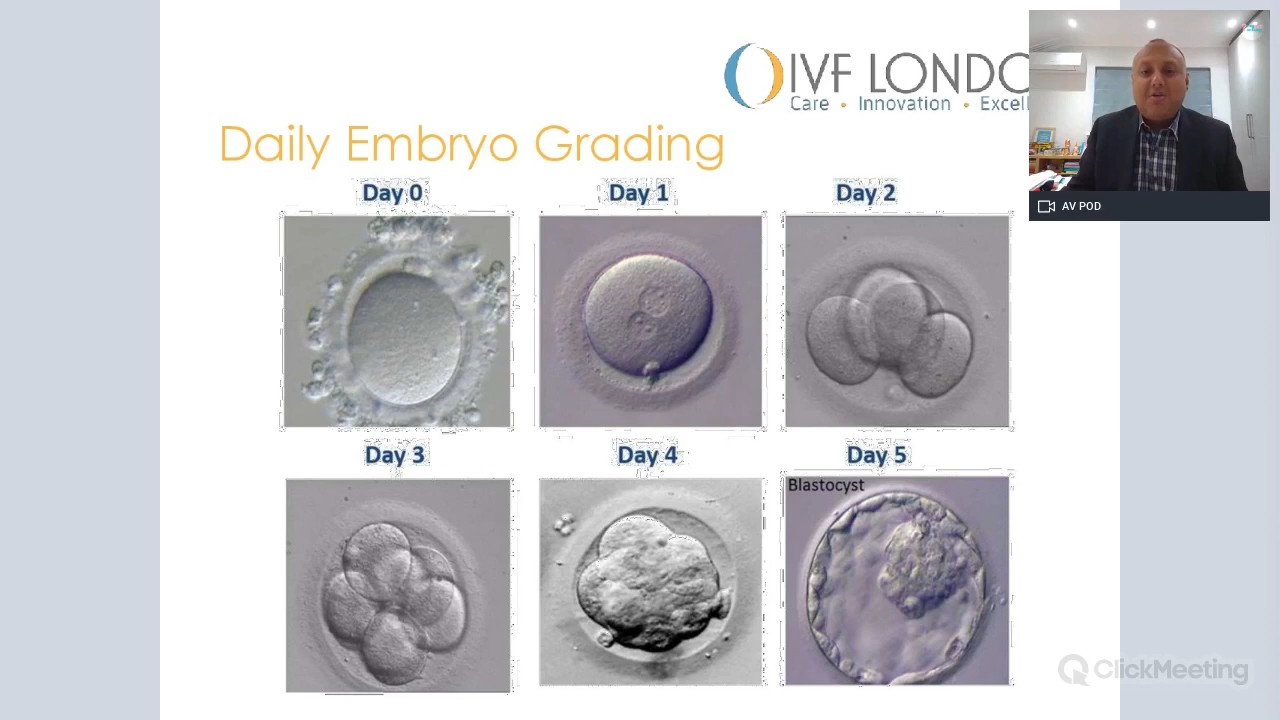 IVF LONDO
Care • Innovation • Excell
Daily Embryo Grading
Day 0
Day 1
Day 2
Day 3
Day 4
Day 5
Blastocyst
AV POD
ClickMeeting